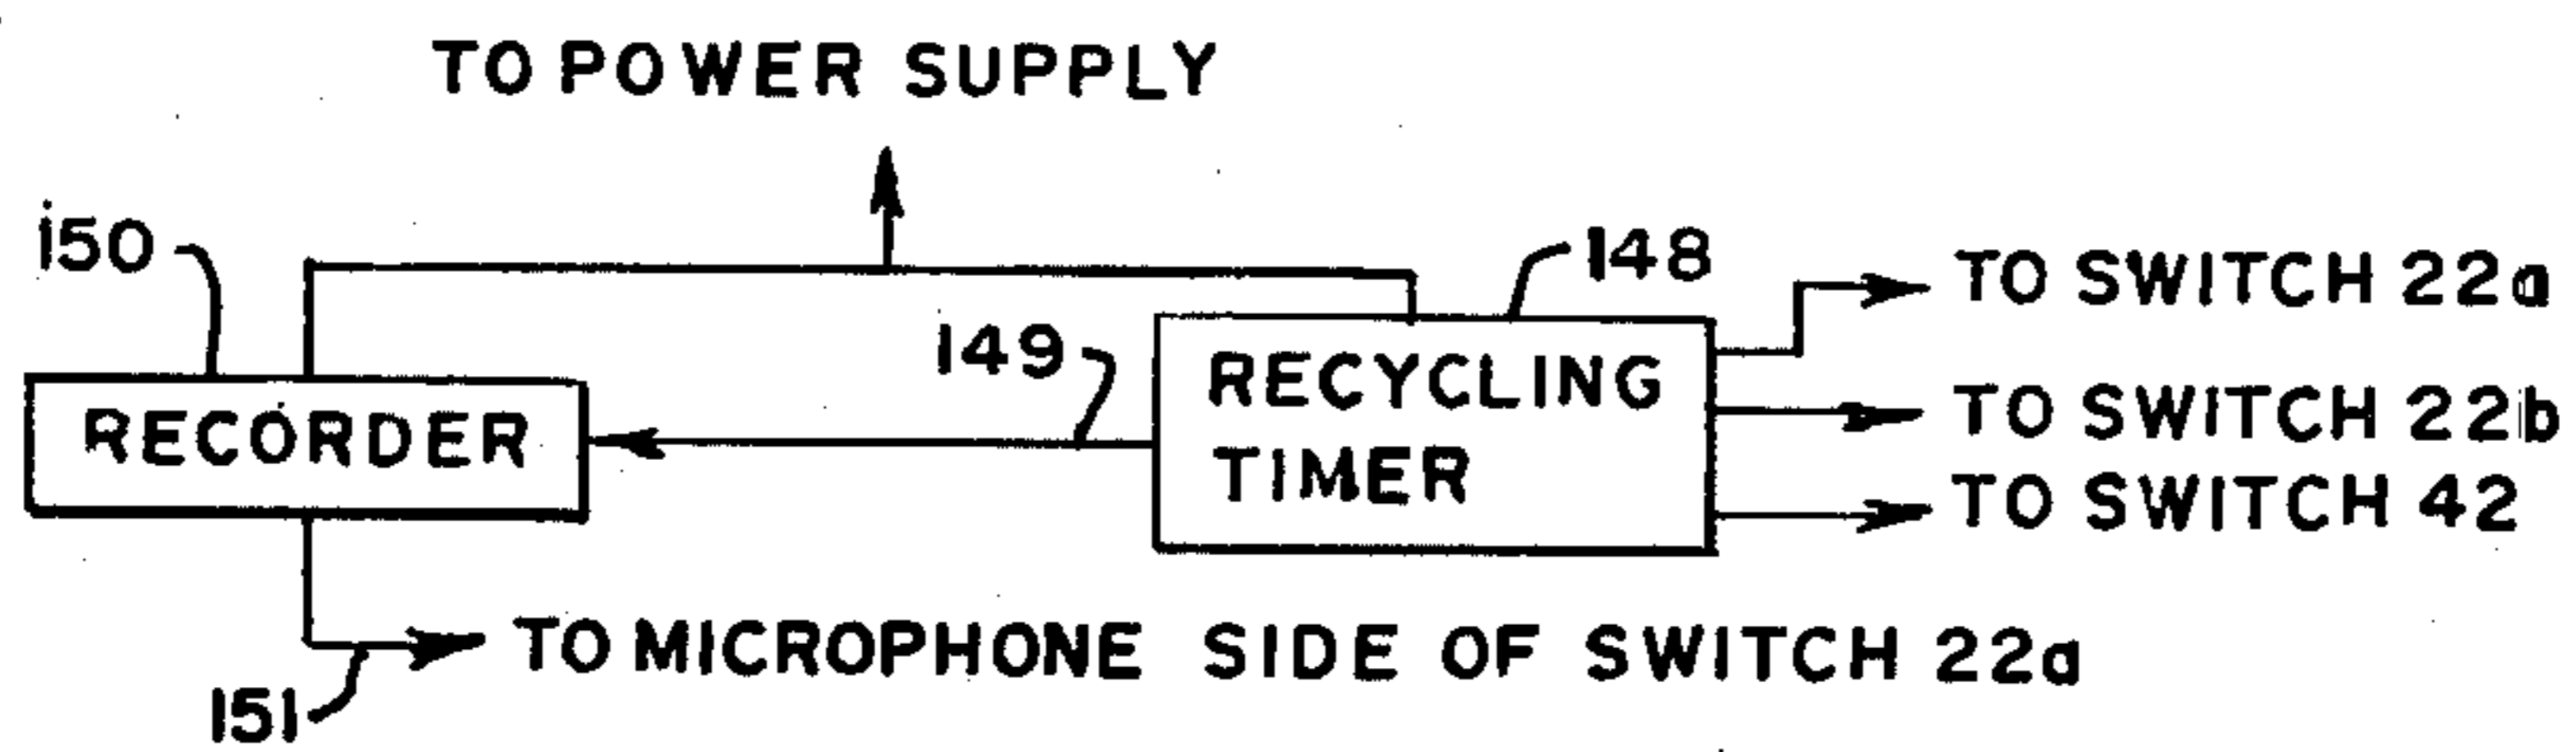 TO POWER SUPPLY
150
148
TO SWITCH 22a
149
RECYCLING
TIMER
RECORDER
TO SWITCH 22b
TO SWITCH 42
TO MICROPHONE SIDE OF SWITCH 22a
151